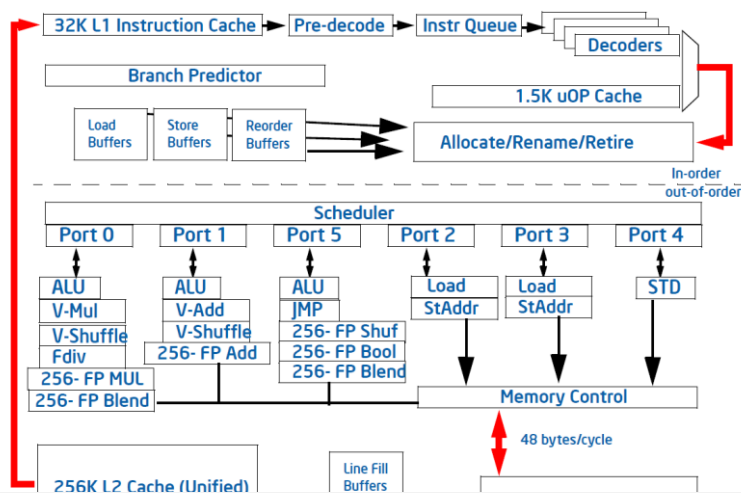 32K L1 Instruction Cache
Pre-decode
Instr Queue
Decoders
Branch Predictor
1.5K uOP Cache
Load
Buffers
Store
Buffers
Reorder
Buffers
Allocate/Rename/Retire
In-order
out-of-order
Scheduler
Port 0
Port 1
Port 5
Port 2
Port 3
Port 4
ALU
V-Mul
V-Shuffle
Fdiv
256- FP MUL
256- FP Blend
ALU
V-Add
V-Shuffle
256- FP Add
ALU
JMP
256- FP Shuf
256- FP Bool
256- FP Blend
Load
StAddr
Load
StAddr
STD
Memory Control
48 bytes/cycle
256K L2 Cache (Unified)
Line Fill
Buffers